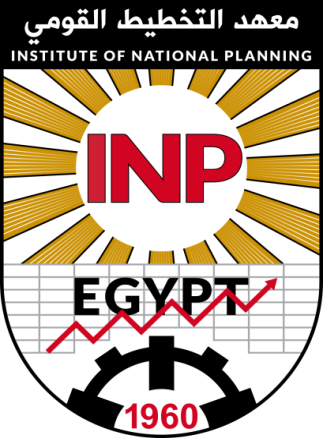 معهد التخطيط القومي
INSTITUTE OF NATIONAL PLANNING
INP
EGYPT
1960